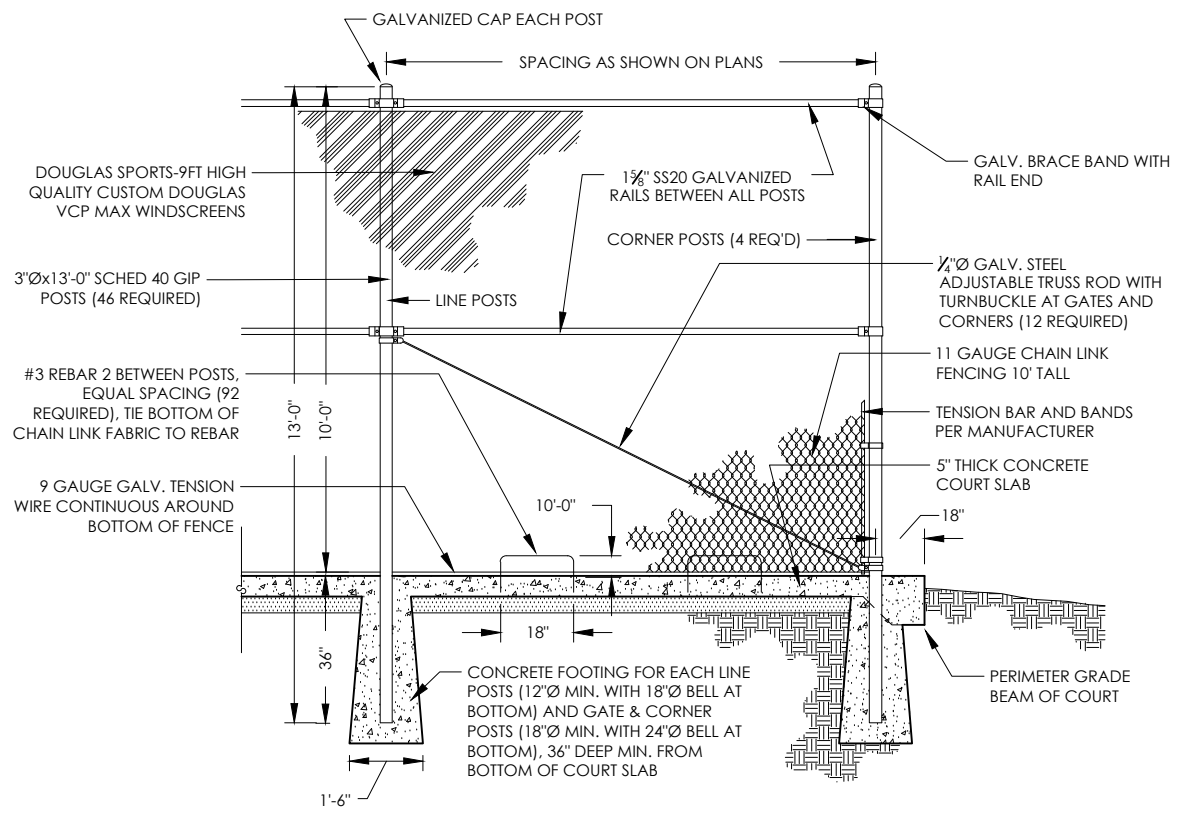 GALVANIZED CAP EACH POST
SPACING AS SHOWN ON PLANS
DOUGLAS SPORTS-9FT HIGH
QUALITY CUSTOM DOUGLAS
VCP MAX WINDSCREENS
1⅝" SS20 GALVANIZED
RAILS BETWEEN ALL POSTS
GALV. BRACE BAND WITH
RAIL END
CORNER POSTS (4 REQ'D)
3"Øx13'-0" SCHED 40 GIP
POSTS (46 REQUIRED)
LINE POSTS
¼"Ø GALV. STEEL
ADJUSTABLE TRUSS ROD WITH
TURNBUCKLE AT GATES AND
CORNERS (12 REQUIRED)
#3 REBAR 2 BETWEEN POSTS,
EQUAL SPACING (92
REQUIRED), TIE BOTTOM OF
CHAIN LINK FABRIC TO REBAR
13'-0"
10'-0"
11 GAUGE CHAIN LINK
FENCING 10' TALL
TENSION BAR AND BANDS
PER MANUFACTURER
5" THICK CONCRETE
COURT SLAB
9 GAUGE GALV. TENSION
WIRE CONTINUOUS AROUND
BOTTOM OF FENCE
10'-0"
18"
18"
36"
CONCRETE FOOTING FOR EACH LINE
POSTS (12"Ø MIN. WITH 18"Ø BELL AT
BOTTOM) AND GATE & CORNER
POSTS (18"Ø MIN. WITH 24"Ø BELL AT
BOTTOM), 36" DEEP MIN. FROM
BOTTOM OF COURT SLAB
PERIMETER GRADE
BEAM OF COURT
1'-6"